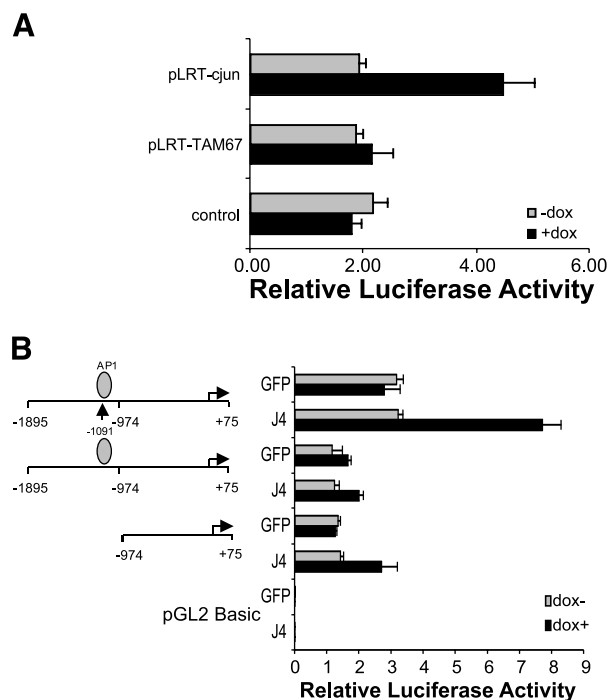 A
pLRT-cjun
pLRT-TAM67
control
-dox
+dox
0.00 2.00 4.00 6.00
Relative Luciferase Activity
B
AP1
-1895 -974 +75
-1091
-1895 -974 +75
-974 +75
pGL2 Basic
GFP
J4
GFP
J4
GFP
J4
GFP
J4
dox-
dox+
0 1 2 3 4 5 6 7 8 9
Relative Luciferase Activity